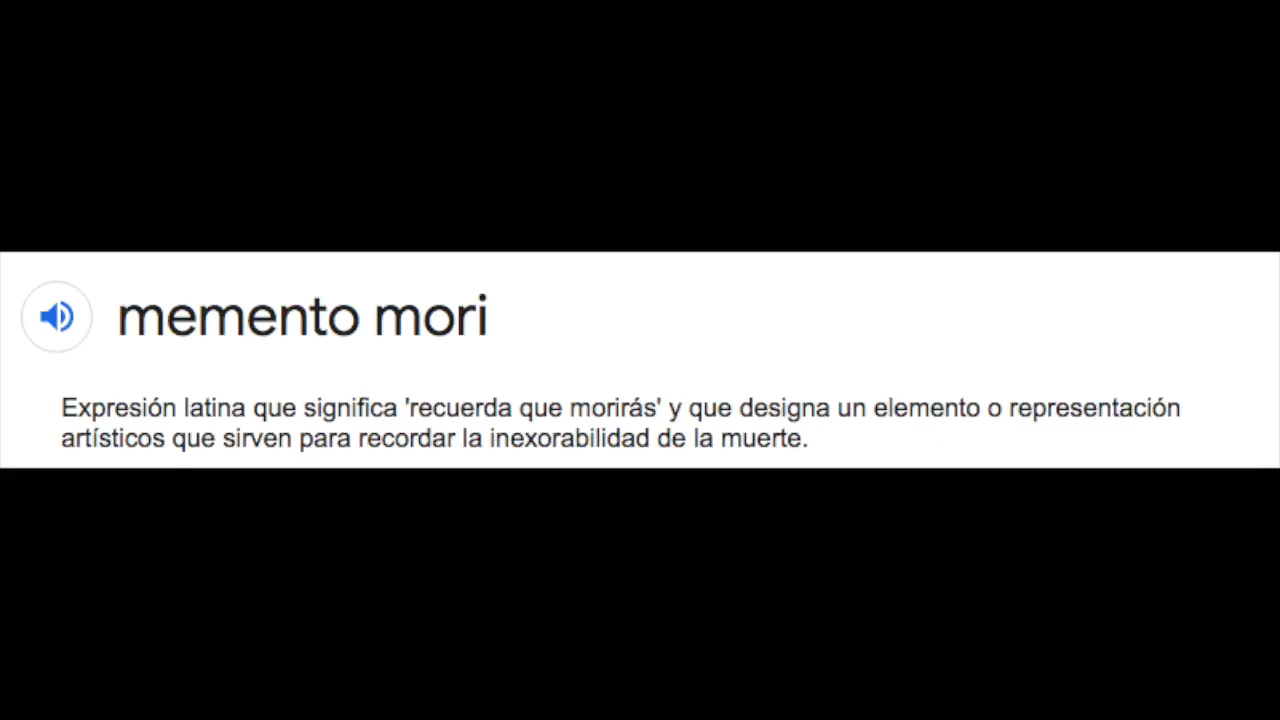 memento mori
Expresión latina que significa 'recuerda que morirás' y que designa un elemento o representación
artísticos que sirven para recordar la inexorabilidad de la muerte.